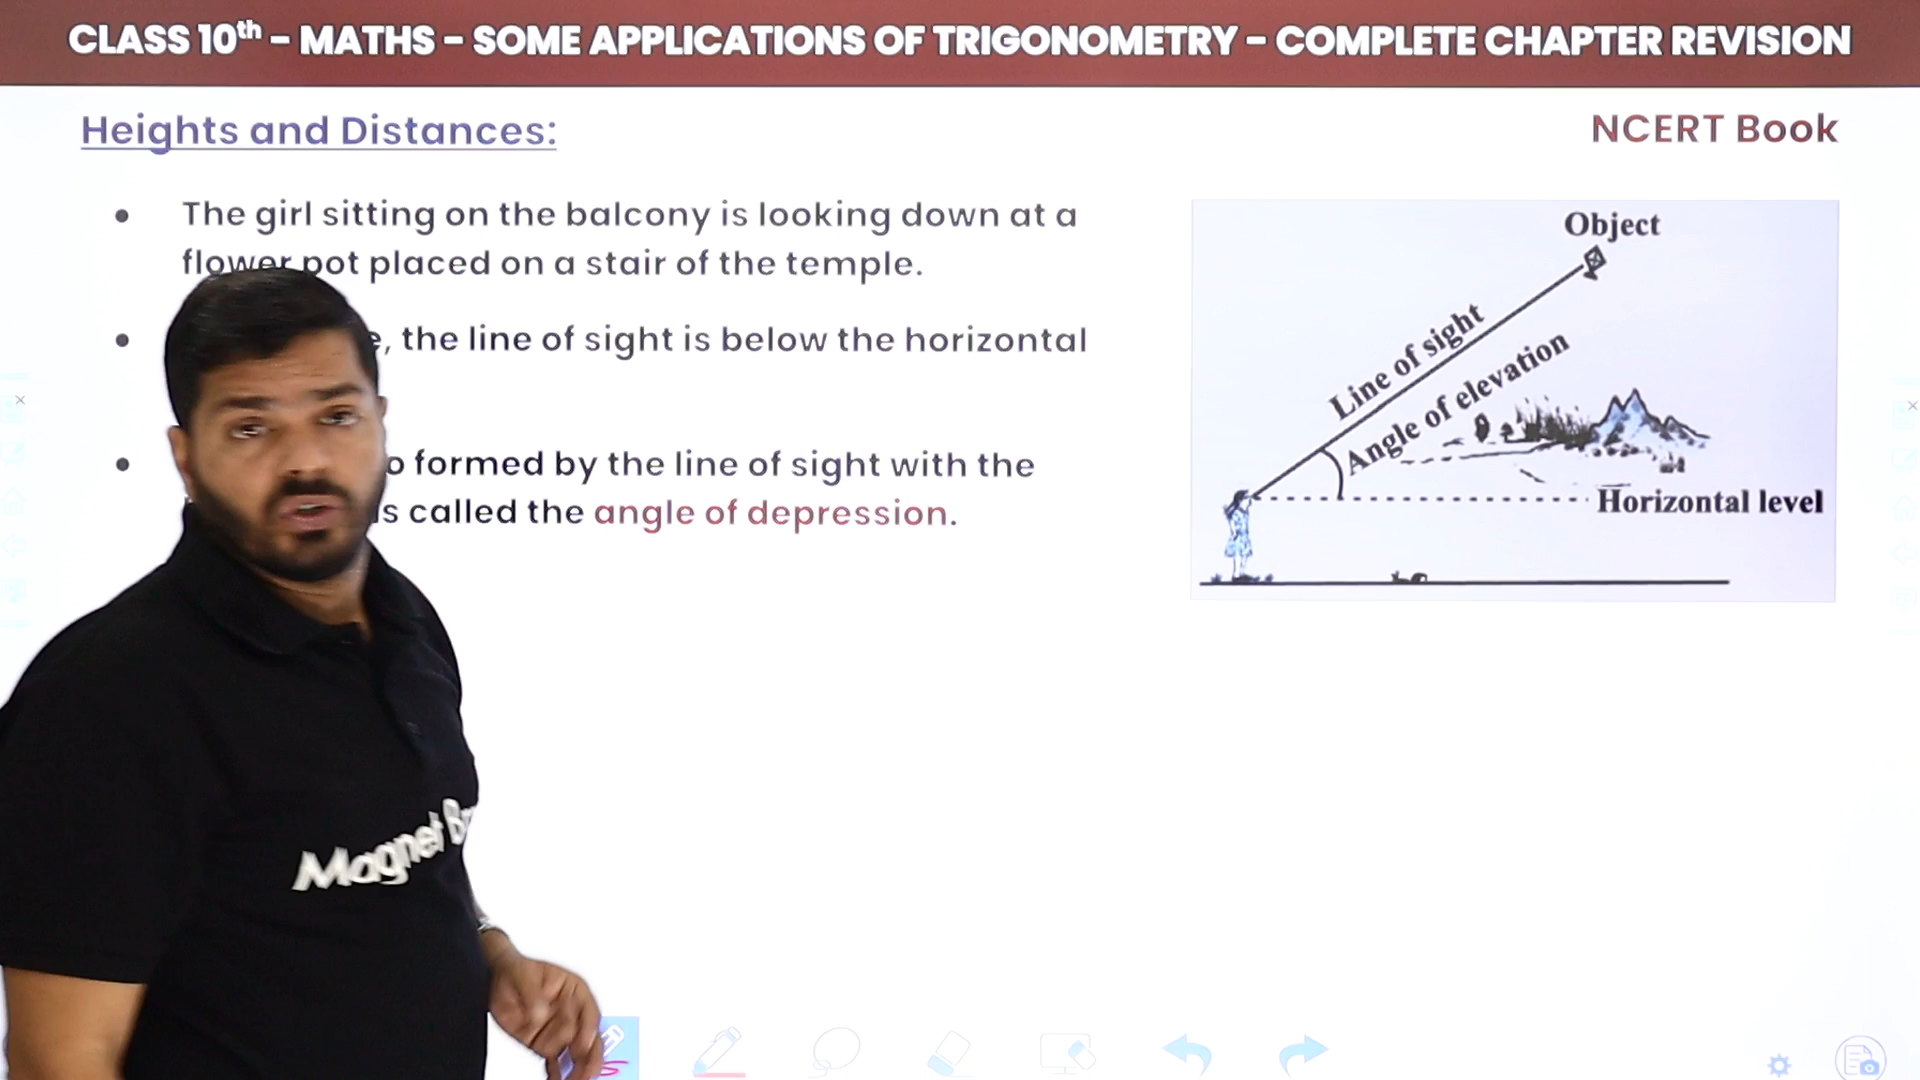 CLASS 10th - MATHS - SOME APPLICATIONS OF TRIGONOMETRY - COMPLETE CHAPTER REVISION
Heights and Distances:
NCERT Book
• The girl sitting on the balcony is looking down at a
flower pot placed on a stair of the temple.
• , the line of sight is below the horizontal
• formed by the line of sight with the
called the angle of depression.
Object
Line of sight
Angle of elevation
Horizontal level
Magnet